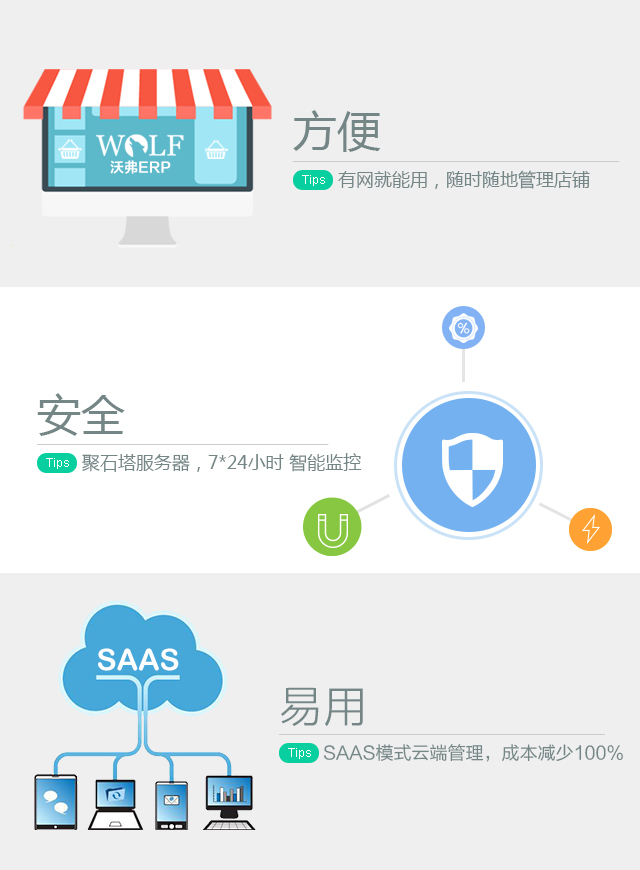 WOLF
沃弗ERP
方便
Tips 有网就能用，随时随地管理店铺
%
安全
Tips 聚石塔服务器，7*24小时 智能监控
SAAS
易用
Tips SAAS模式云端管理，成本减少100%